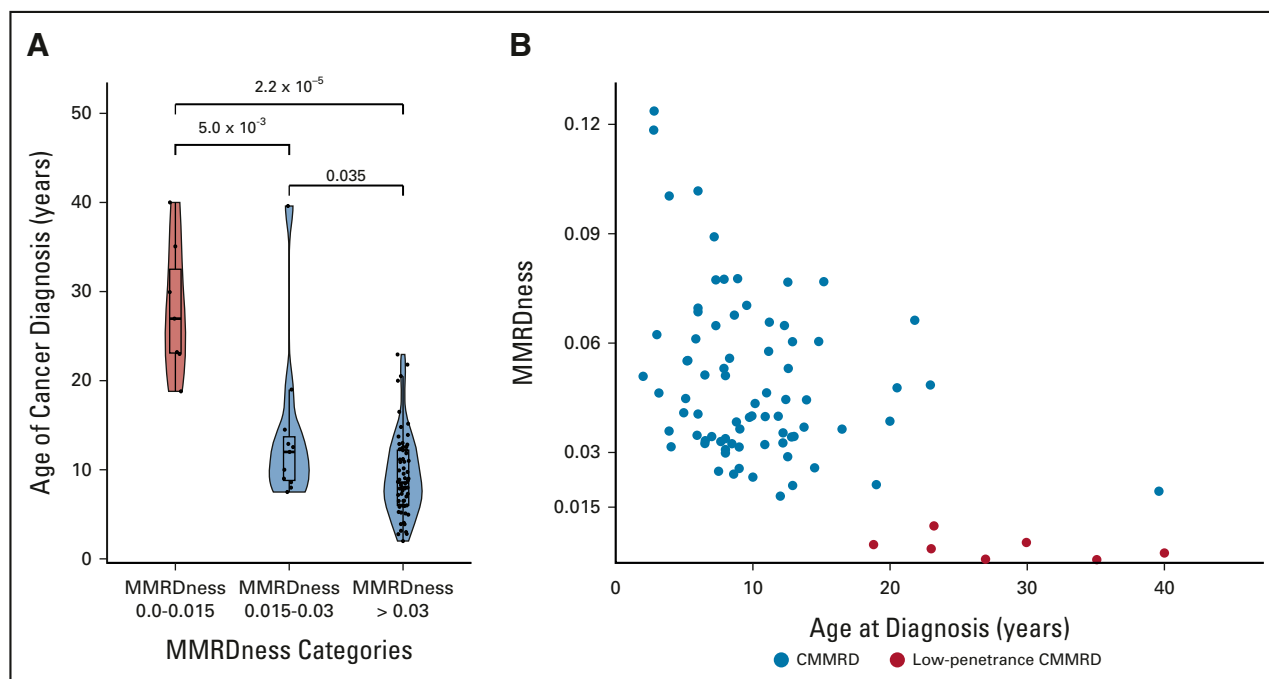 A
Age of Cancer Diagnosis (years)
50
40
30
20
10
0
2.2 x 10⁻⁵
5.0 x 10⁻³
0.035
MMRDness
0.0-0.015
MMRDness
0.015-0.03
MMRDness
> 0.03
MMRDness Categories
B
MMRDness
0.12
0.09
0.06
0.03
0.015
0 10 20 30 40
Age at Diagnosis (years)
CMMRD Low-penetrance CMMRD